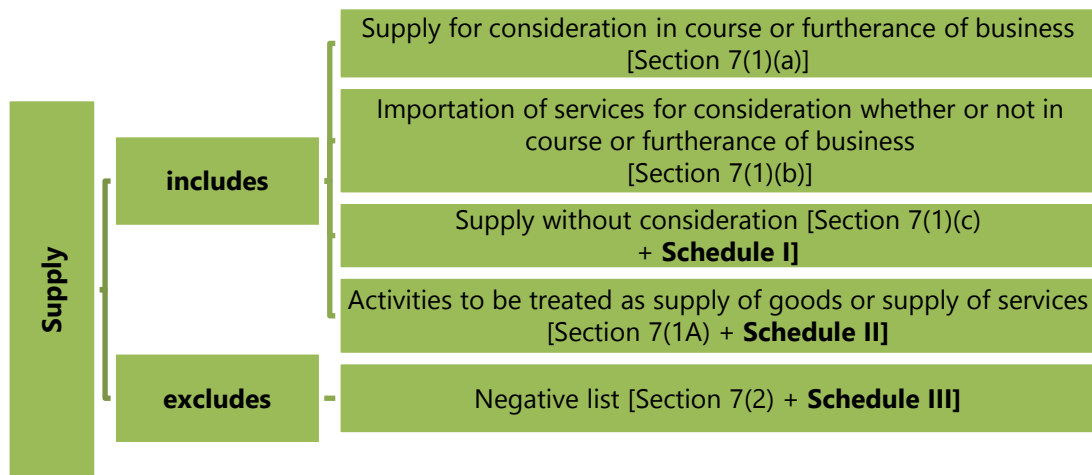 Supply
includes
Supply for consideration in course or furtherance of business
[Section 7(1)(a)]
Importation of services for consideration whether or not in
course or furtherance of business
[Section 7(1)(b)]
Supply without consideration [Section 7(1)(c)
+ Schedule I]
Activities to be treated as supply of goods or supply of services
[Section 7(1A) + Schedule II]
excludes
Negative list [Section 7(2) + Schedule III]